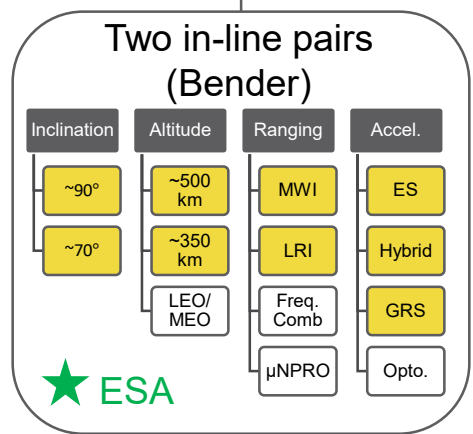 Two in-line pairs
(Bender)
Inclination
Altitude
Ranging
Accel.
~90°
~500
km
MWI
ES
~70°
~350
km
LRI
Hybrid
LEO/
MEO
Freq.
Comb
GRS
µNPRO
Opto.
ESA